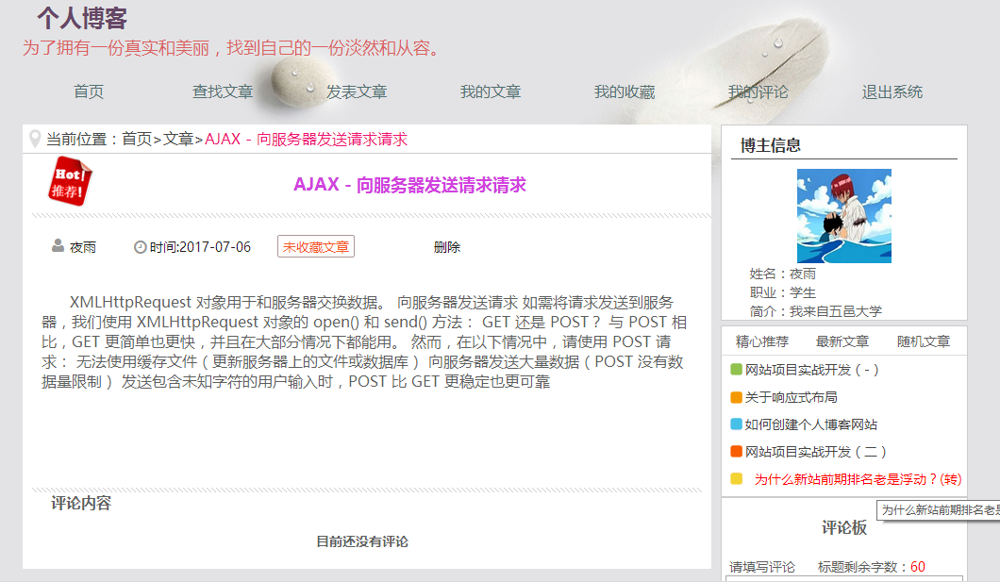 个人博客
为了拥有一份真实和美丽，找到自己的一份淡然和从容。
首页 查找文章 发表文章 我的文章 我的收藏 我的评论 退出系统
当前位置：首页>文章>AJAX - 向服务器发送请求请求
Hot!
推荐!
AJAX - 向服务器发送请求请求
夜雨 时间:2017-07-06 未收藏文章 删除
XMLHttpRequest 对象用于和服务器交换数据。 向服务器发送请求 如需将请求发送到服务
器，我们使用 XMLHttpRequest 对象的 open() 和 send() 方法： GET 还是 POST？ 与 POST 相
比，GET 更简单也更快，并且在大部分情况下都能用。 然而，在以下情况中，请使用 POST 请
求： 无法使用缓存文件（更新服务器上的文件或数据库） 向服务器发送大量数据（POST 没有数
据量限制） 发送包含未知字符的用户输入时，POST 比 GET 更稳定也更可靠
评论内容
目前还没有评论
博主信息
姓名：夜雨
职业：学生
简介：我来自五邑大学
精心推荐 最新文章 随机文章
网站项目实战开发（-）
关于响应式布局
如何创建个人博客网站
网站项目实战开发（二）
为什么新站前期排名老是浮动？(转)
为什么新站前期排名老是
评论板
请填写评论 标题剩余字数：60